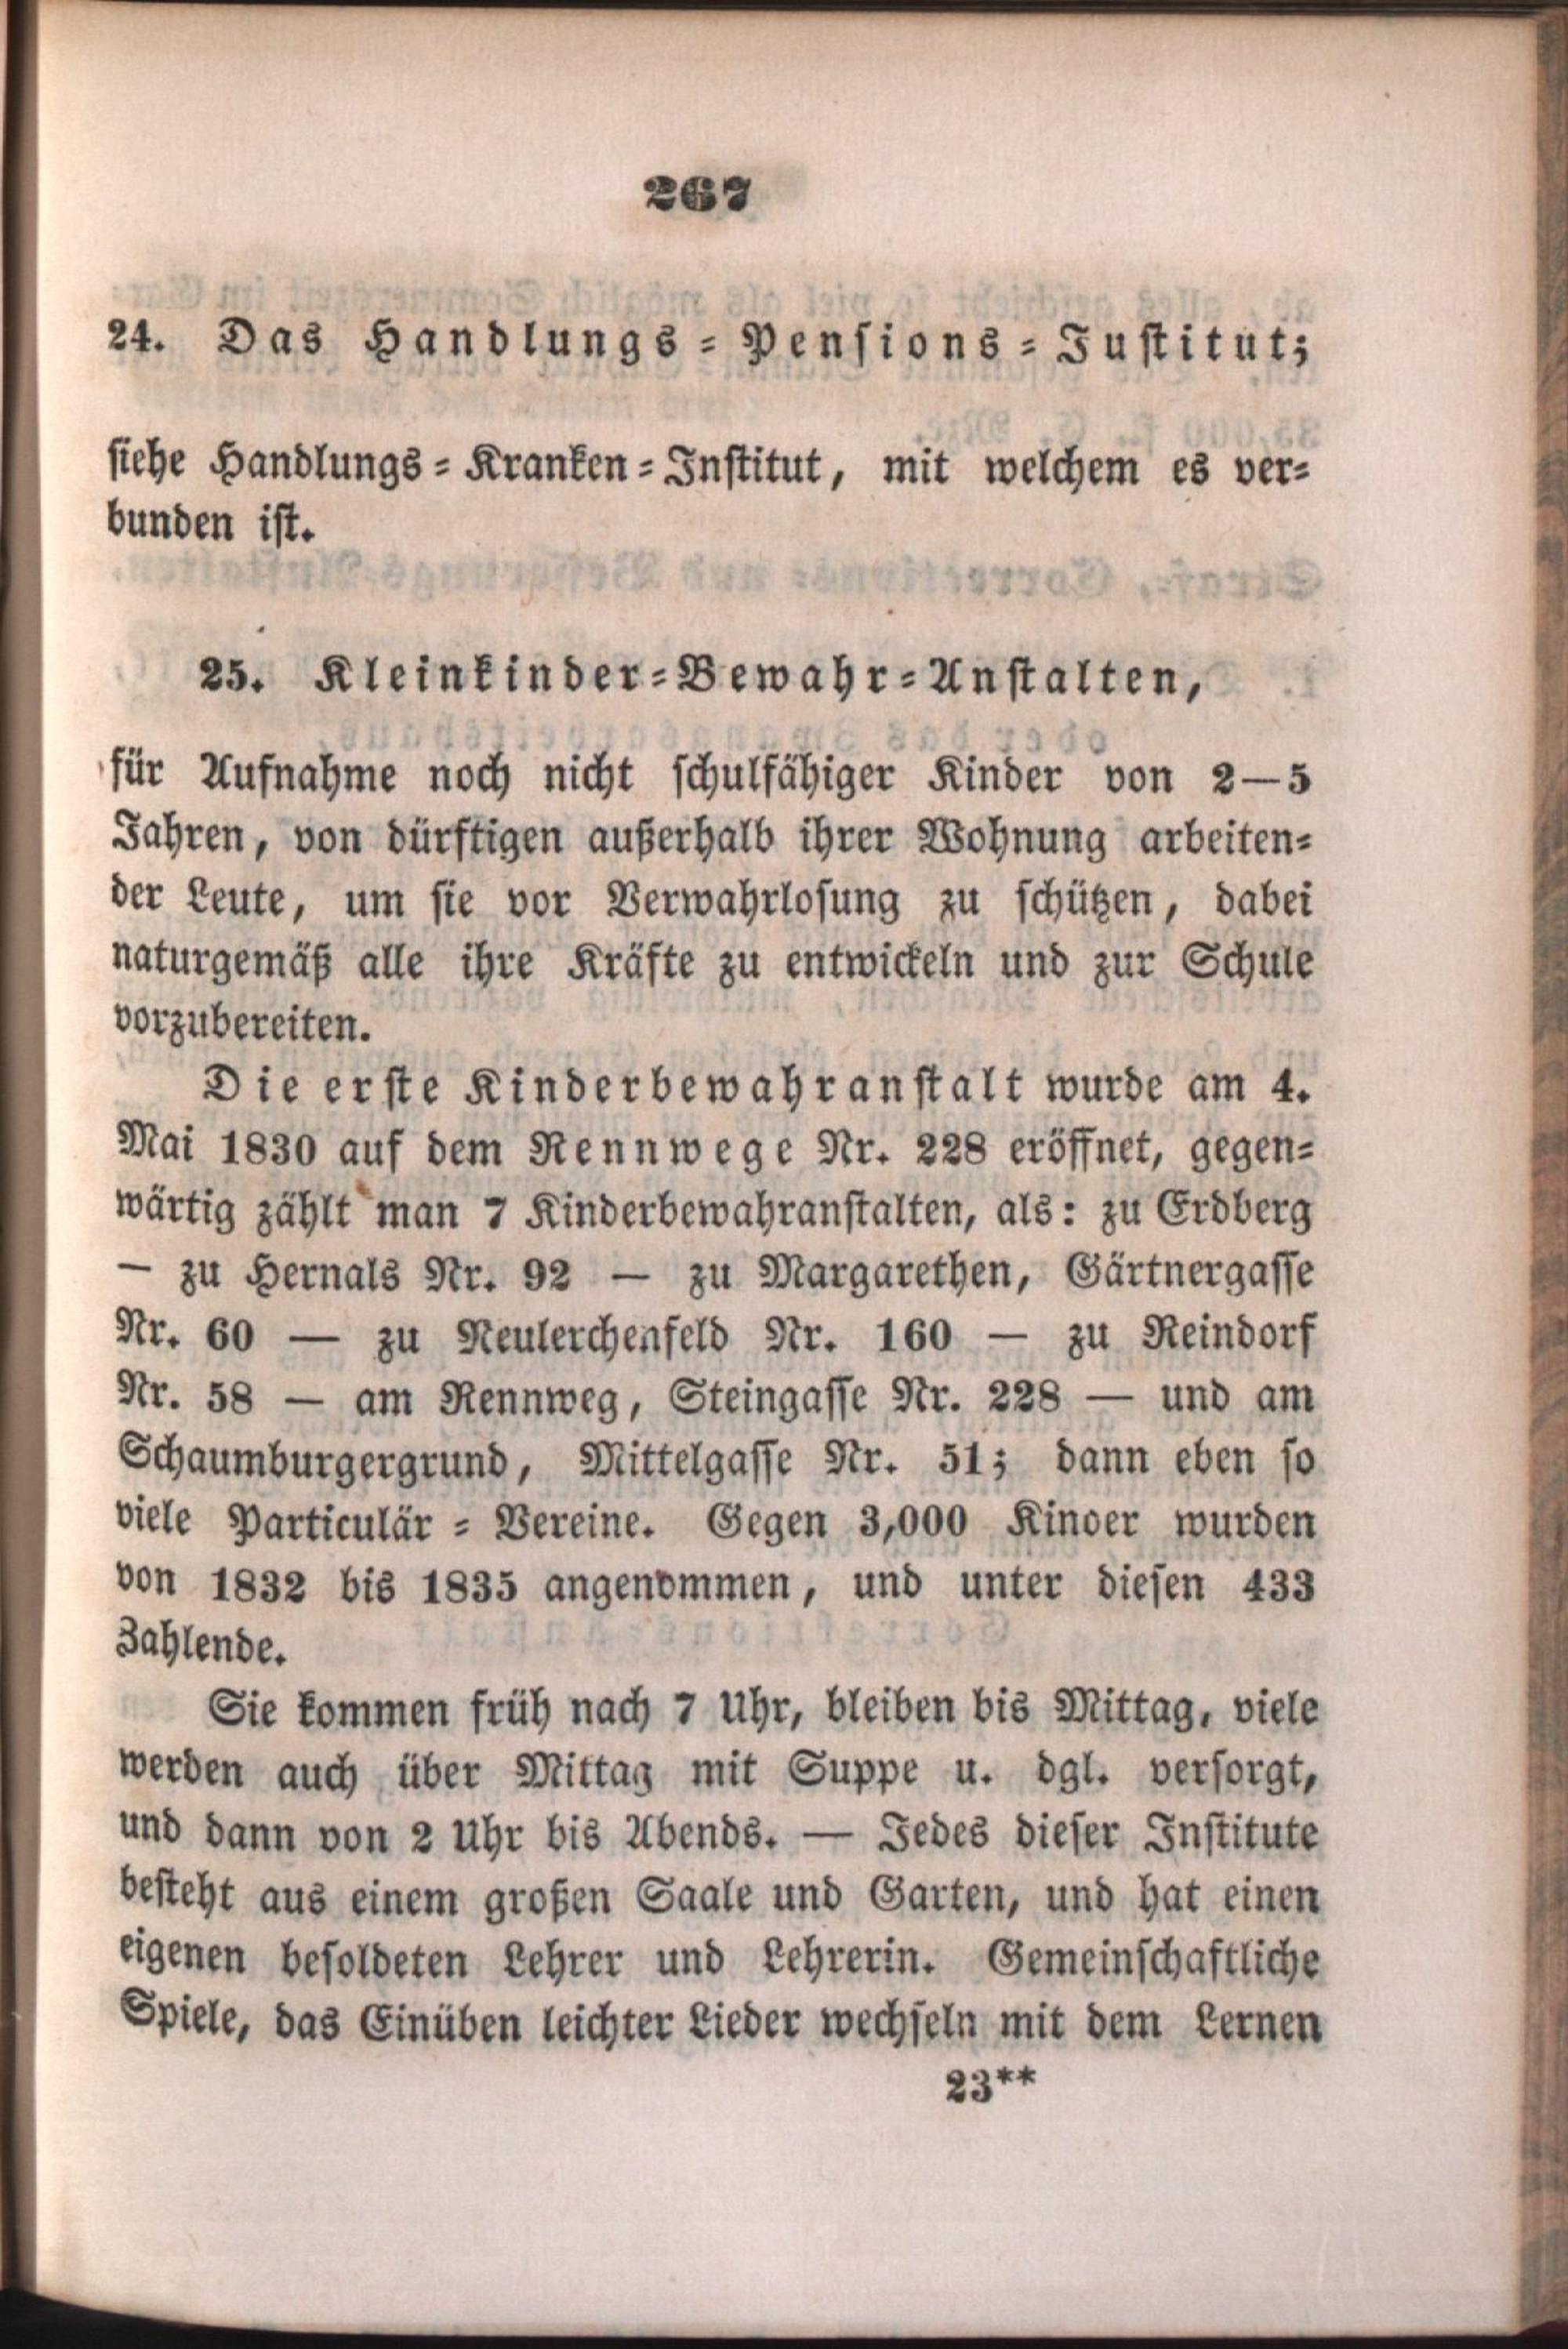 267
24. Das Handlungs-Pensions-Justitut;
siehe Handlungs-Kranken-Institut, mit welchem es ver-
bunden ist.
25. Kleinkinder-Bewahr-Anstalten,
für Aufnahme noch nicht schulfähiger Kinder von 2—5
Jahren, von dürftigen außerhalb ihrer Wohnung arbeiten-
der Leute, um sie vor Verwahrlosung zu schützen, dabei
naturgemäß alle ihre Kräfte zu entwickeln und zur Schule
vorzubereiten.
Die erste Kinderbewahranstalt wurde am 4.
Mai 1830 auf dem Rennwege Nr. 228 eröffnet, gegen-
wärtig zählt man 7 Kinderbewahranstalten, als: zu Erdberg
— zu Hernals Nr. 92 — zu Margarethen, Gärtnergasse
Nr. 60 — zu Neulerchenfeld Nr. 160 — zu Reindorf
Nr. 58 — am Rennweg, Steingasse Nr. 228 — und am
Schaumburgergrund, Mittelgasse Nr. 51; dann eben so
viele Particulär-Vereine. Gegen 3,000 Kinder wurden
von 1832 bis 1835 angenommen, und unter diesen 433
Zahlende.
Sie kommen früh nach 7 Uhr, bleiben bis Mittag, viele
werden auch über Mittag mit Suppe u. dgl. versorgt,
und dann von 2 Uhr bis Abends. — Jedes dieser Institute
besteht aus einem großen Saale und Garten, und hat einen
eigenen besoldeten Lehrer und Lehrerin. Gemeinschaftliche
Spiele, das Einüben leichter Lieder wechseln mit dem Lernen
23**